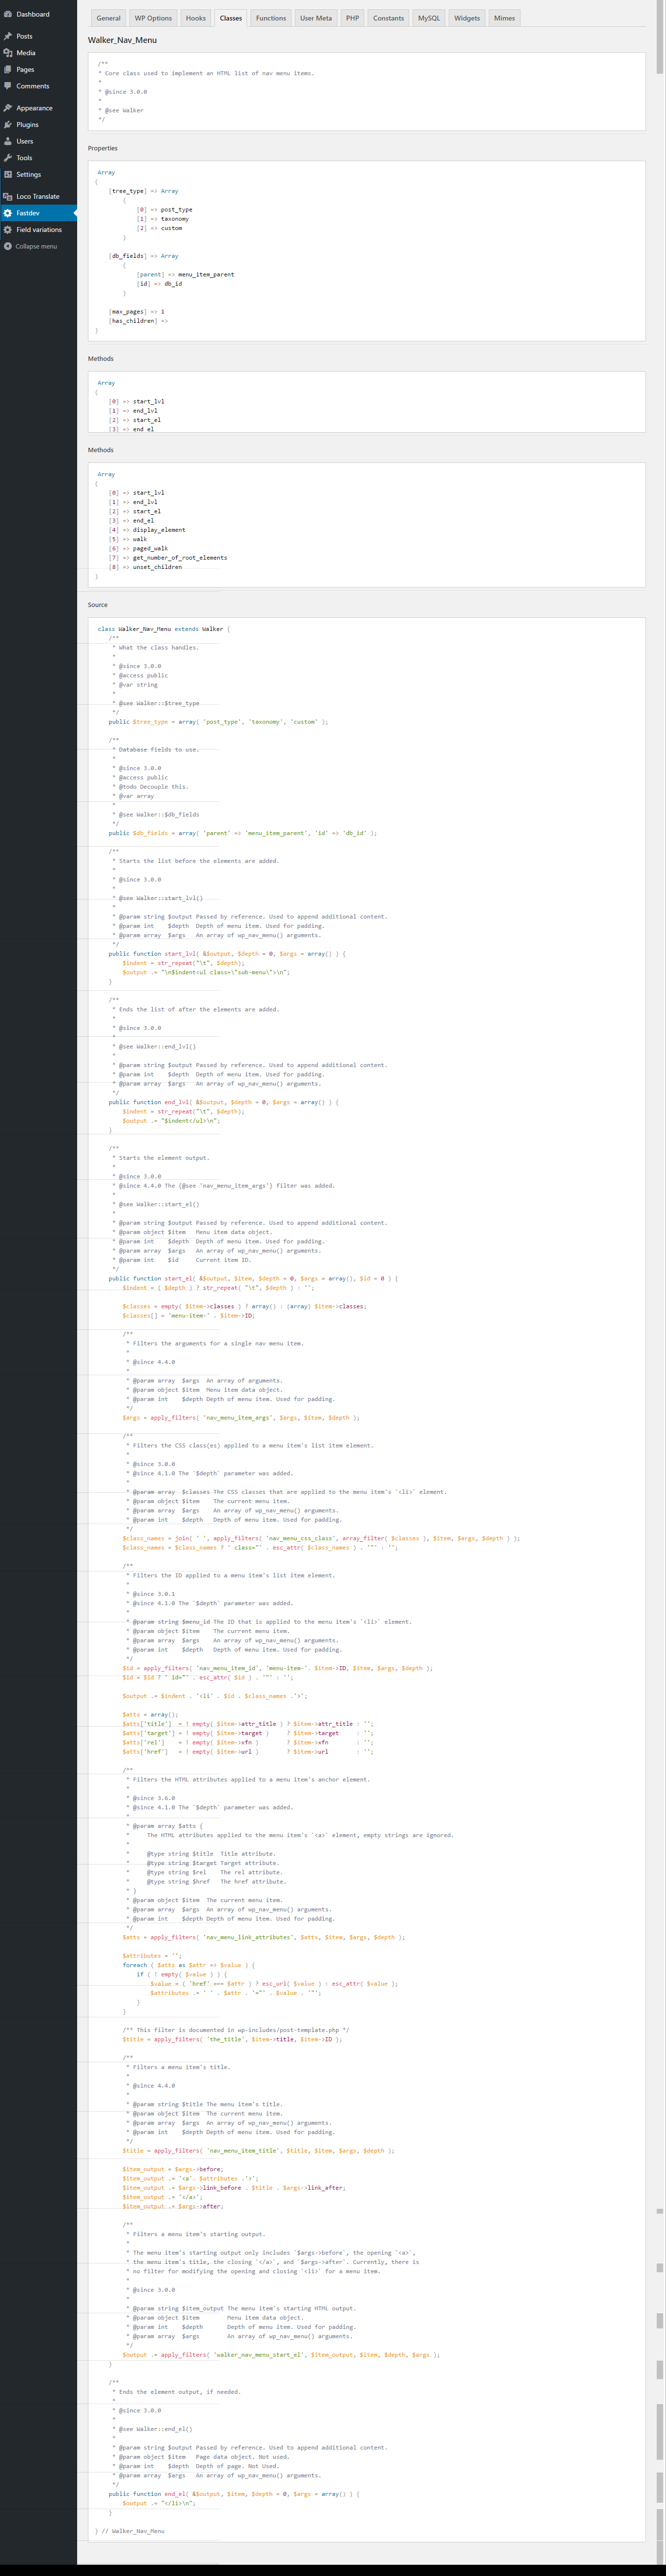 Dashboard
Posts
Media
Pages
Comments
Appearance
Plugins
Users
Tools
Settings
Loco Translate
Fastdev
Field variations
Collapse menu
General WP Options Hooks Classes Functions User Meta PHP Constants MySQL Widgets Mimes
Walker_Nav_Menu
/**
* Core class used to implement an HTML list of nav menu items.
*
* @since 3.0.0
*
* @see Walker
*/
Properties
Array
(
[tree_type] => Array
(
[0] => post_type
[1] => taxonomy
[2] => custom
)
[db_fields] => Array
(
[parent] => menu_item_parent
[id] => db_id
)
[max_pages] => 1
[has_children] =>
)
Methods
Array
(
[0] => start_lvl
[1] => end_lvl
[2] => start_el
[3] => end_el
Methods
Array
(
[0] => start_lvl
[1] => end_lvl
[2] => start_el
[3] => end_el
[4] => display_element
[5] => walk
[6] => paged_walk
[7] => get_number_of_root_elements
[8] => unset_children
)
Source
class Walker_Nav_Menu extends Walker {
/**
* What the class handles.
*
* @since 3.0.0
* @access public
* @var string
*
* @see Walker::$tree_type
*/
public $tree_type = array( 'post_type', 'taxonomy', 'custom' );
/**
* Database fields to use.
*
* @since 3.0.0
* @access public
* @todo Decouple this.
* @var array
*
* @see Walker::$db_fields
*/
public $db_fields = array( 'parent' => 'menu_item_parent', 'id' => 'db_id' );
/**
* Starts the list before the elements are added.
*
* @since 3.0.0
*
* @see Walker::start_lvl()
*
* @param string $output Passed by reference. Used to append additional content.
* @param int    $depth  Depth of menu item. Used for padding.
* @param array  $args   An array of wp_nav_menu() arguments.
*/
public function start_lvl( &$output, $depth = 0, $args = array() ) {
$indent = str_repeat("\t", $depth);
$output .= "\n$indent<ul class=\"sub-menu\">\n";
}
/**
* Ends the list of after the elements are added.
*
* @since 3.0.0
*
* @see Walker::end_lvl()
*
* @param string $output Passed by reference. Used to append additional content.
* @param int    $depth  Depth of menu item. Used for padding.
* @param array  $args   An array of wp_nav_menu() arguments.
*/
public function end_lvl( &$output, $depth = 0, $args = array() ) {
$indent = str_repeat("\t", $depth);
$output .= "$indent</ul>\n";
}
/**
* Starts the element output.
*
* @since 3.0.0
* @since 4.4.0 The {@see 'nav_menu_item_args'} filter was added.
*
* @see Walker::start_el()
*
* @param string $output Passed by reference. Used to append additional content.
* @param object $item   Menu item data object.
* @param int    $depth  Depth of menu item. Used for padding.
* @param array  $args   An array of wp_nav_menu() arguments.
* @param int    $id     Current item ID.
*/
public function start_el( &$output, $item, $depth = 0, $args = array(), $id = 0 ) {
$indent = ( $depth ) ? str_repeat( "\t", $depth ) : '';
$classes = empty( $item->classes ) ? array() : (array) $item->classes;
$classes[] = 'menu-item-' . $item->ID;
/**
* Filters the arguments for a single nav menu item.
*
* @since 4.4.0
*
* @param array  $args  An array of arguments.
* @param object $item  Menu item data object.
* @param int    $depth Depth of menu item. Used for padding.
*/
$args = apply_filters( 'nav_menu_item_args', $args, $item, $depth );
/**
* Filters the CSS class(es) applied to a menu item's list item element.
*
* @since 3.0.0
* @since 4.1.0 The `$depth` parameter was added.
*
* @param array  $classes The CSS classes that are applied to the menu item's `<li>` element.
* @param object $item    The current menu item.
* @param array  $args    An array of wp_nav_menu() arguments.
* @param int    $depth   Depth of menu item. Used for padding.
*/
$class_names = join( ' ', apply_filters( 'nav_menu_css_class', array_filter( $classes ), $item, $args, $depth ) );
$class_names = $class_names ? ' class="' . esc_attr( $class_names ) . '"' : '';
/**
* Filters the ID applied to a menu item's list item element.
*
* @since 3.0.1
* @since 4.1.0 The `$depth` parameter was added.
*
* @param string $menu_id The ID that is applied to the menu item's `<li>` element.
* @param object $item    The current menu item.
* @param array  $args    An array of wp_nav_menu() arguments.
* @param int    $depth   Depth of menu item. Used for padding.
*/
$id = apply_filters( 'nav_menu_item_id', 'menu-item-'. $item->ID, $item, $args, $depth );
$id = $id ? ' id="' . esc_attr( $id ) . '"' : '';
$output .= $indent . '<li' . $id . $class_names .'>';
$atts = array();
$atts['title']  = ! empty( $item->attr_title ) ? $item->attr_title : '';
$atts['target'] = ! empty( $item->target )     ? $item->target     : '';
$atts['rel']    = ! empty( $item->xfn )        ? $item->xfn        : '';
$atts['href']   = ! empty( $item->url )        ? $item->url        : '';
/**
* Filters the HTML attributes applied to a menu item's anchor element.
*
* @since 3.6.0
* @since 4.1.0 The `$depth` parameter was added.
*
* @param array $atts {
*     The HTML attributes applied to the menu item's `<a>` element, empty strings are ignored.
*
*     @type string $title  Title attribute.
*     @type string $target Target attribute.
*     @type string $rel    The rel attribute.
*     @type string $href   The href attribute.
* }
* @param object $item  The current menu item.
* @param array  $args  An array of wp_nav_menu() arguments.
* @param int    $depth Depth of menu item. Used for padding.
*/
$atts = apply_filters( 'nav_menu_link_attributes', $atts, $item, $args, $depth );
$attributes = '';
foreach ( $atts as $attr => $value ) {
if ( ! empty( $value ) ) {
$value = ( 'href' === $attr ) ? esc_url( $value ) : esc_attr( $value );
$attributes .= ' ' . $attr . '="' . $value . '"';
}
}
/** This filter is documented in wp-includes/post-template.php */
$title = apply_filters( 'the_title', $item->title, $item->ID );
/**
* Filters a menu item's title.
*
* @since 4.4.0
*
* @param string $title The menu item's title.
* @param object $item  The current menu item.
* @param array  $args  An array of wp_nav_menu() arguments.
* @param int    $depth Depth of menu item. Used for padding.
*/
$title = apply_filters( 'nav_menu_item_title', $title, $item, $args, $depth );
$item_output = $args->before;
$item_output .= '<a'. $attributes .'>';
$item_output .= $args->link_before . $title . $args->link_after;
$item_output .= '</a>';
$item_output .= $args->after;
/**
* Filters a menu item's starting output.
*
* The menu item's starting output only includes `$args->before`, the opening `<a>`,
* the menu item's title, the closing `</a>`, and `$args->after`. Currently, there is
* no filter for modifying the opening and closing `<li>` for a menu item.
*
* @since 3.0.0
*
* @param string $item_output The menu item's starting HTML output.
* @param object $item        Menu item data object.
* @param int    $depth       Depth of menu item. Used for padding.
* @param array  $args        An array of wp_nav_menu() arguments.
*/
$output .= apply_filters( 'walker_nav_menu_start_el', $item_output, $item, $depth, $args );
}
/**
* Ends the element output, if needed.
*
* @since 3.0.0
*
* @see Walker::end_el()
*
* @param string $output Passed by reference. Used to append additional content.
* @param object $item   Page data object. Not used.
* @param int    $depth  Depth of page. Not Used.
* @param array  $args   An array of wp_nav_menu() arguments.
*/
public function end_el( &$output, $item, $depth = 0, $args = array() ) {
$output .= "</li>\n";
}
} // Walker_Nav_Menu